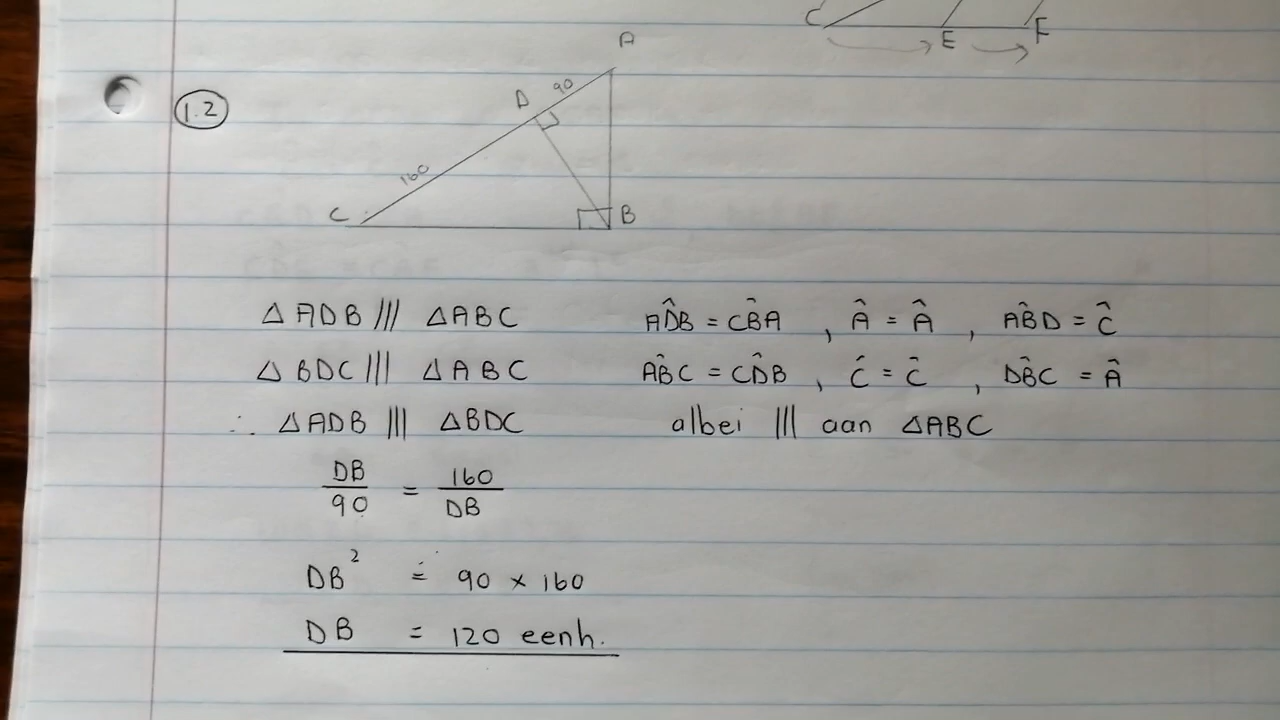 C E F
A
1.2
D 90
160
C B
△ADB ||| △ABC AD̂B = CB̂A , Â = Â , AB̂D = Ĉ
△BDC ||| △ABC AB̂C = CD̂B , Ĉ = Ĉ , DB̂C = Â
∴ △ADB ||| △BDC albei ||| aan △ABC
DB/90 = 160/DB
DB² = 90 × 160
DB = 120 eenh.